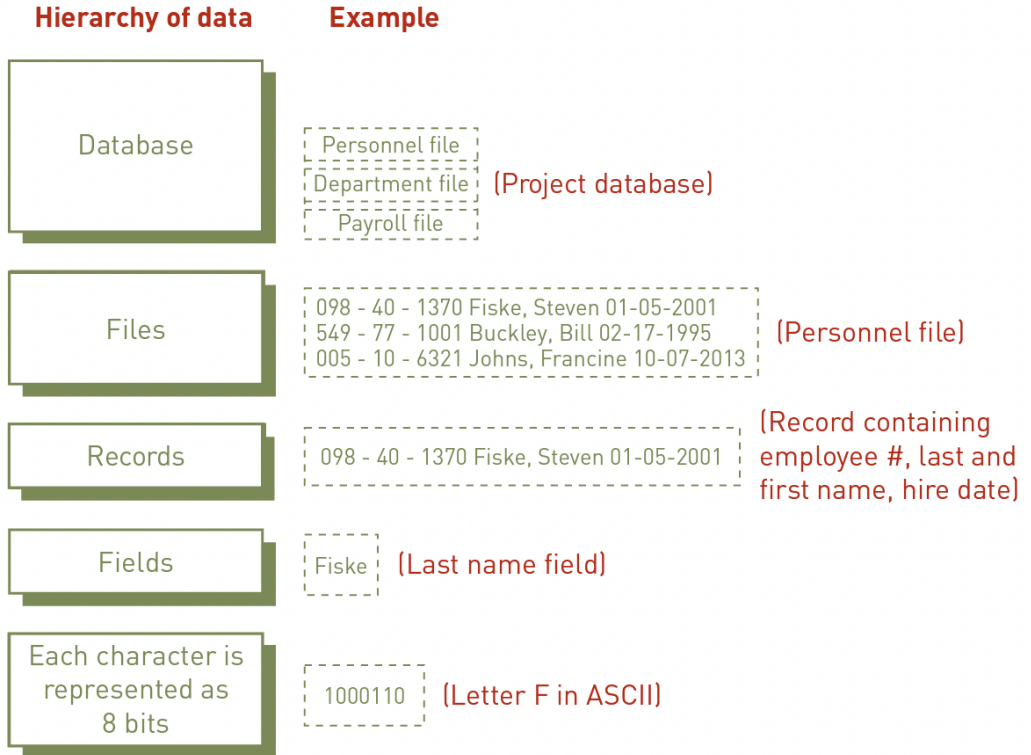 Hierarchy of data
Example
Database
Personnel file
Department file
Payroll file
(Project database)
Files
098 - 40 - 1370 Fiske, Steven 01-05-2001
549 - 77 - 1001 Buckley, Bill 02-17-1995
005 - 10 - 6321 Johns, Francine 10-07-2013
(Personnel file)
Records
098 - 40 - 1370 Fiske, Steven 01-05-2001
(Record containing
employee #, last and
first name, hire date)
Fields
Fiske
(Last name field)
Each character is
represented as
8 bits
1000110
(Letter F in ASCII)